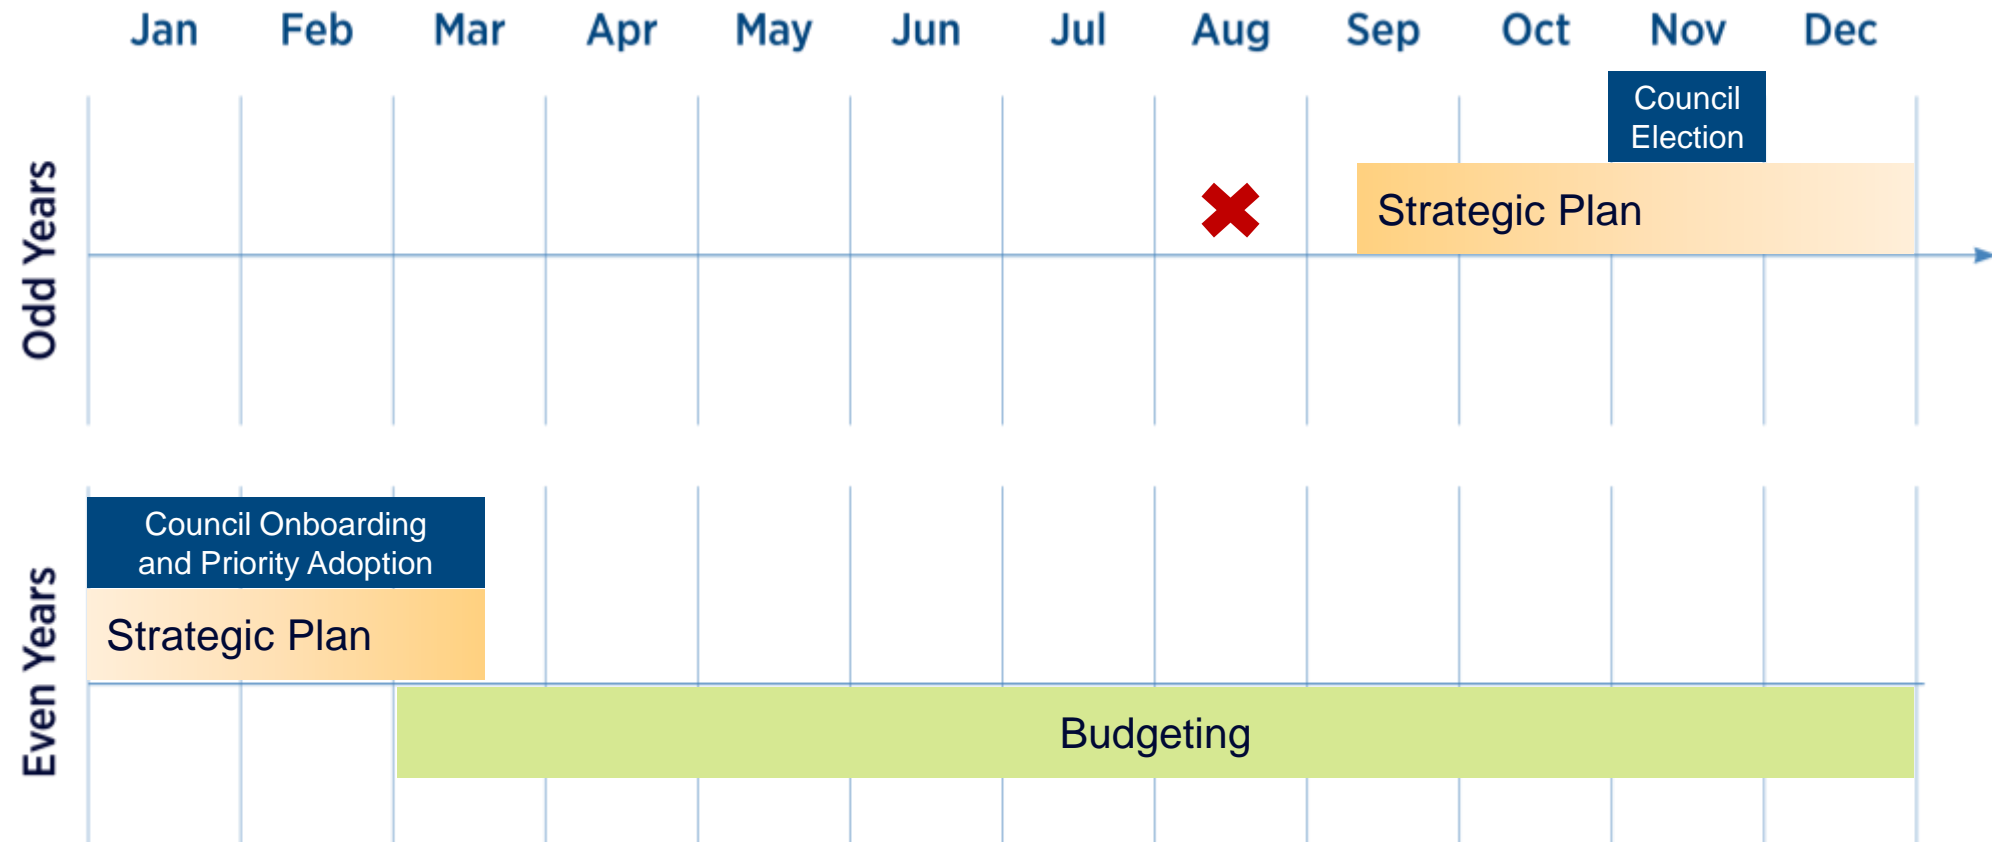 Jan Feb Mar Apr May Jun Jul Aug Sep Oct Nov Dec
Odd Years
Council
Election
Strategic Plan
Even Years
Council Onboarding
and Priority Adoption
Strategic Plan
Budgeting